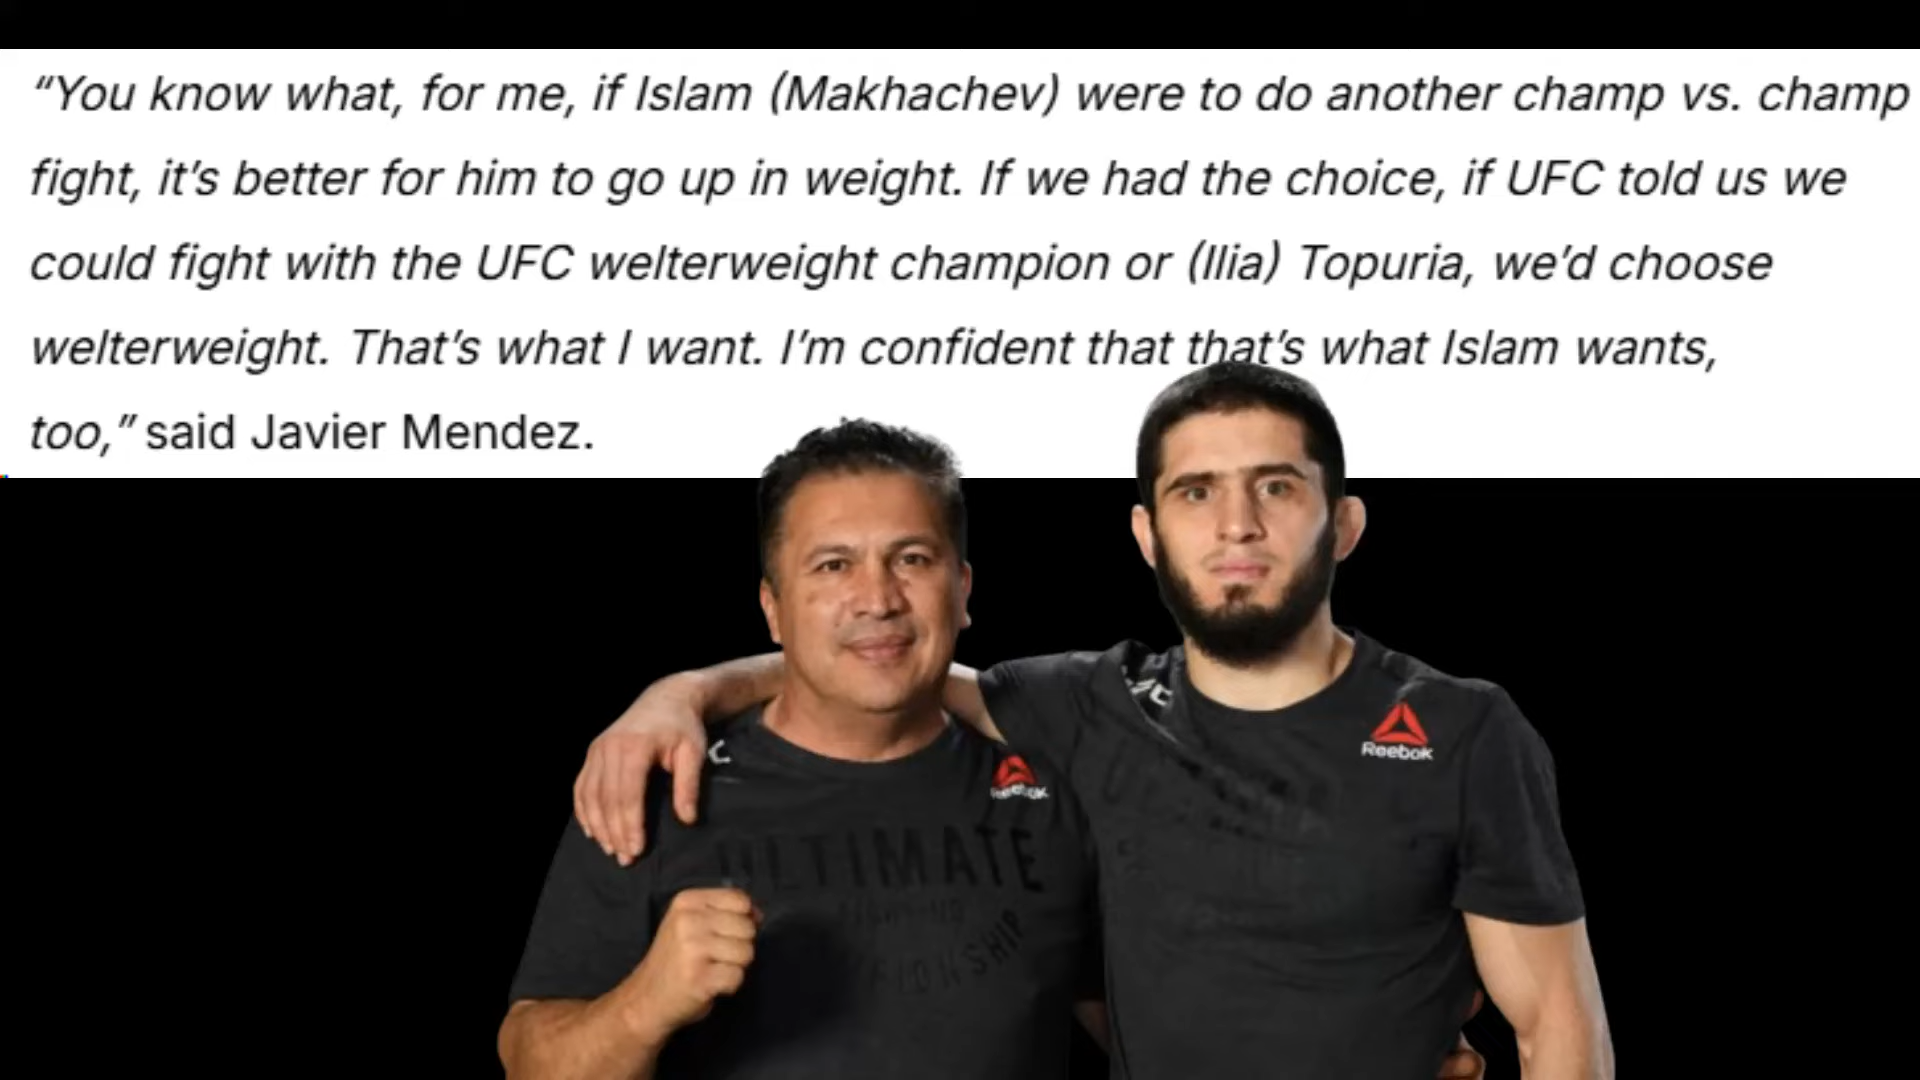 “You know what, for me, if Islam (Makhachev) were to do another champ vs. champ
fight, it’s better for him to go up in weight. If we had the choice, if UFC told us we
could fight with the UFC welterweight champion or (Ilia) Topuria, we’d choose
welterweight. That’s what I want. I’m confident that that’s what Islam wants,
too,” said Javier Mendez.
Reebok
Reebok
ULTIMATE